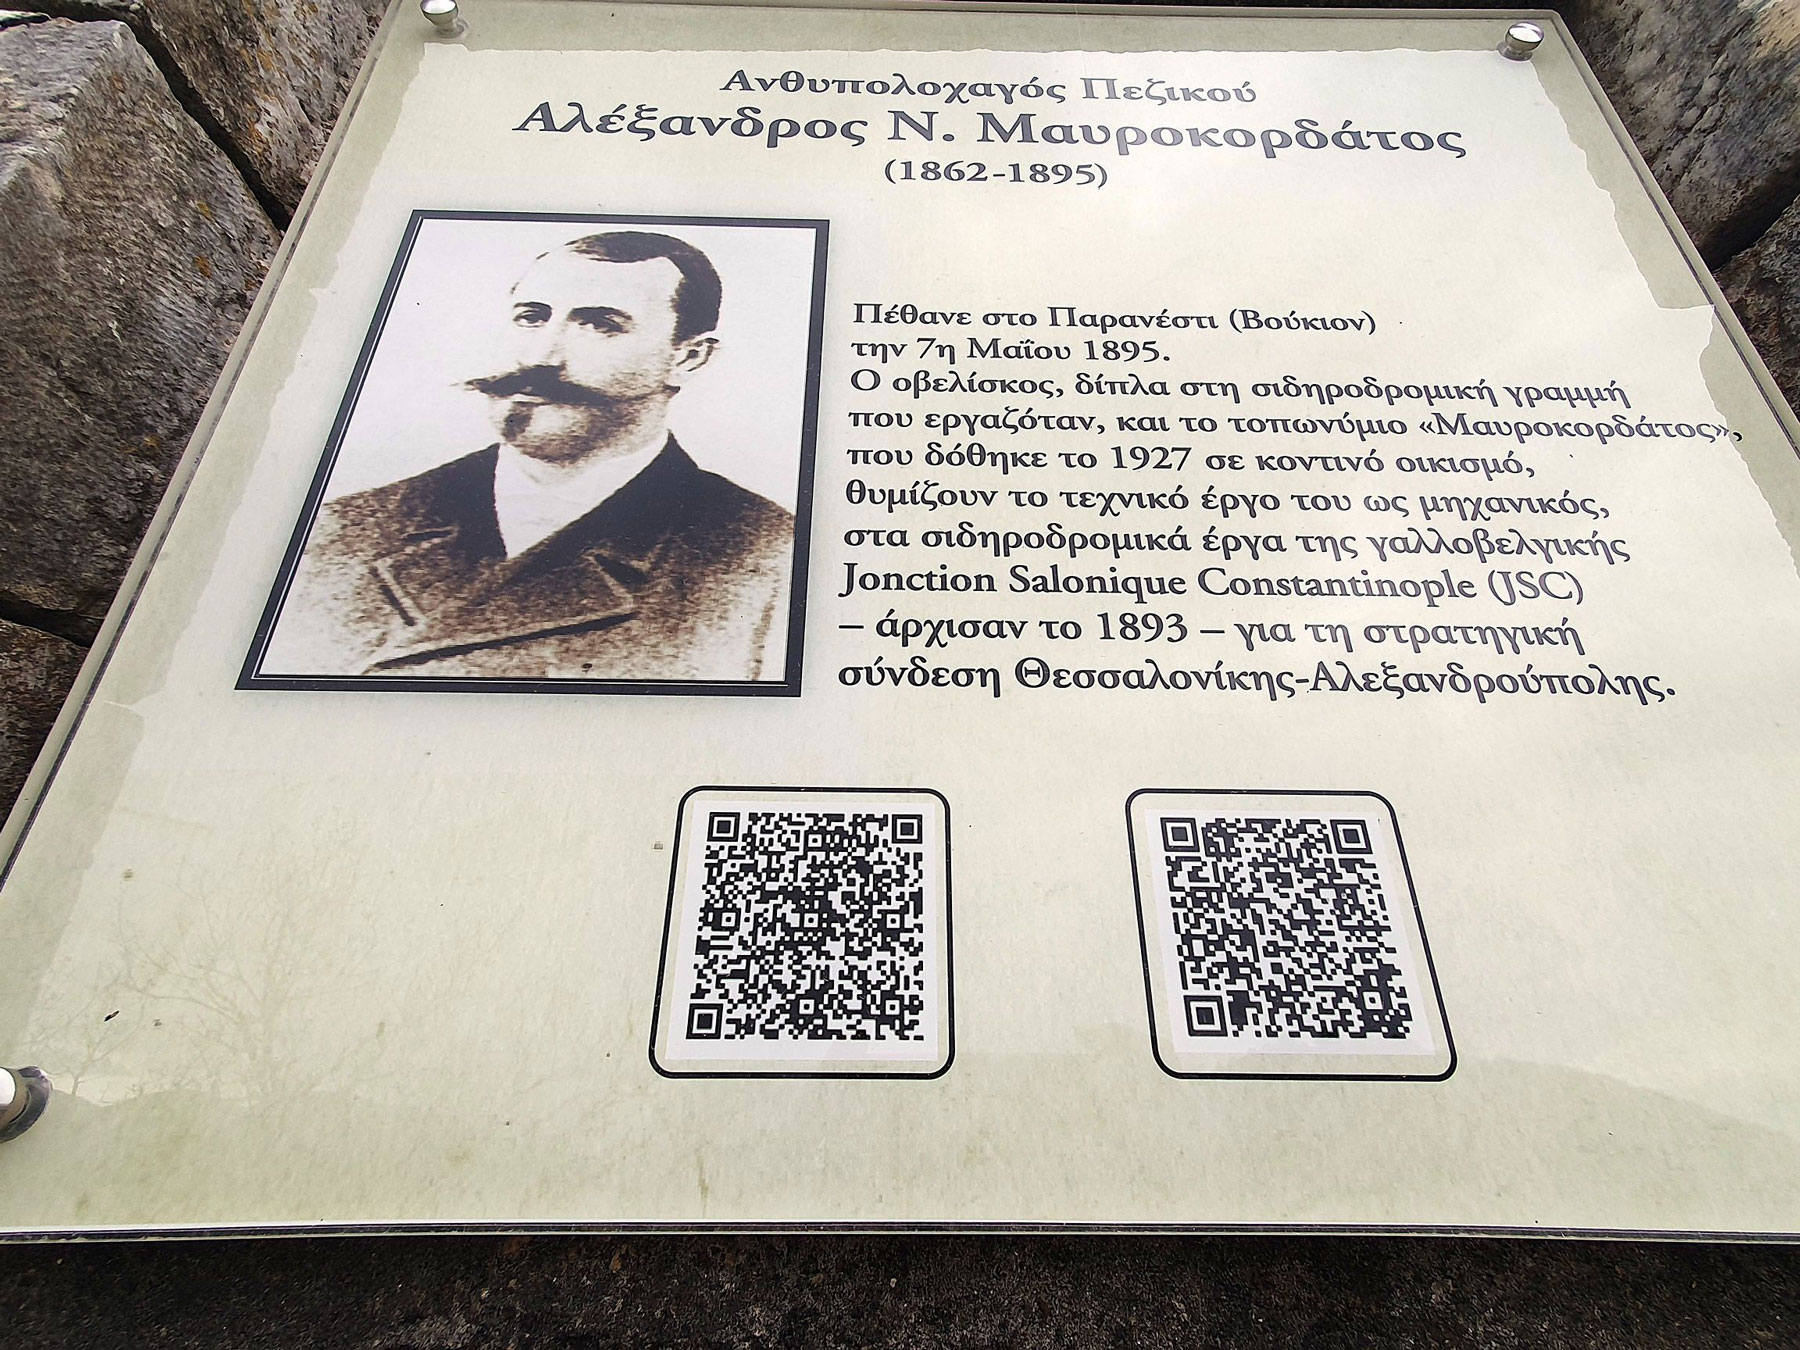 Ανθυπολοχαγός Πεζικού
Αλέξανδρος Ν. Μαυροκορδάτος
(1862-1895)
Πέθανε στο Παρανέστι (Βούκιον)
την 7η Μαΐου 1895.
Ο οβελίσκος, δίπλα στη σιδηροδρομική γραμμή
που εργαζόταν, και το τοπωνύμιο «Μαυροκορδάτος»,
που δόθηκε το 1927 σε κοντινό οικισμό,
θυμίζουν το τεχνικό έργο του ως μηχανικός,
στα σιδηροδρομικά έργα της γαλλοβελγικής
Jonction Salonique Constantinople (JSC)
– άρχισαν το 1893 – για τη στρατηγική
σύνδεση Θεσσαλονίκης-Αλεξανδρούπολης.